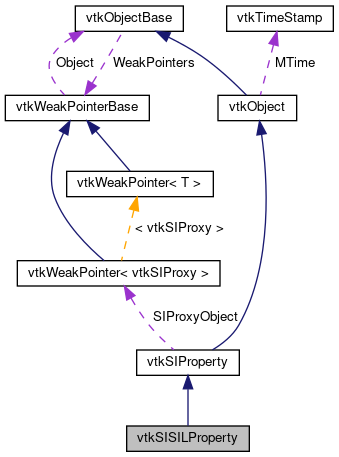 vtkObjectBase
vtkTimeStamp
Object
WeakPointers
MTime
vtkWeakPointerBase
vtkObject
vtkWeakPointer< T >
< vtkSIProxy >
vtkWeakPointer< vtkSIProxy >
SIProxyObject
vtkSIProperty
vtkSISILProperty